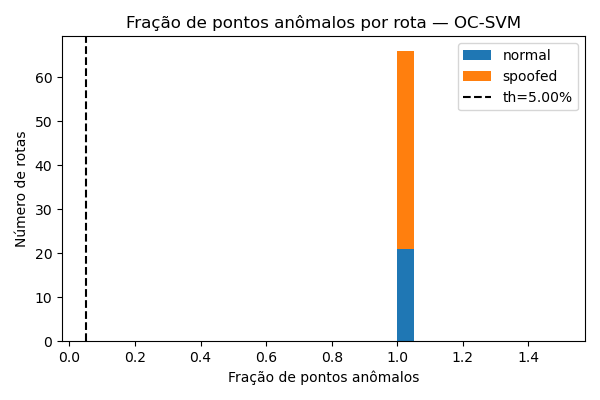 Fração de pontos anômalos por rota — OC-SVM
normal
spoofed
th=5.00%
Número de rotas
60
50
40
30
20
10
0
0.0 0.2 0.4 0.6 0.8 1.0 1.2 1.4
Fração de pontos anômalos